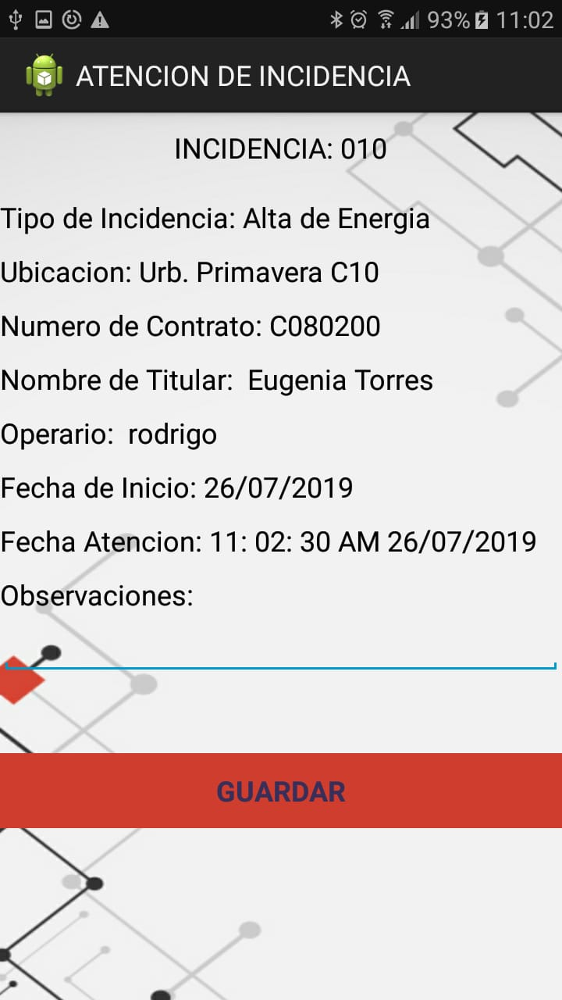 93% 11:02
ATENCION DE INCIDENCIA
INCIDENCIA: 010
Tipo de Incidencia: Alta de Energia
Ubicacion: Urb. Primavera C10
Numero de Contrato: C080200
Nombre de Titular:  Eugenia Torres
Operario:  rodrigo
Fecha de Inicio: 26/07/2019
Fecha Atencion: 11: 02: 30 AM 26/07/2019
Observaciones:
GUARDAR